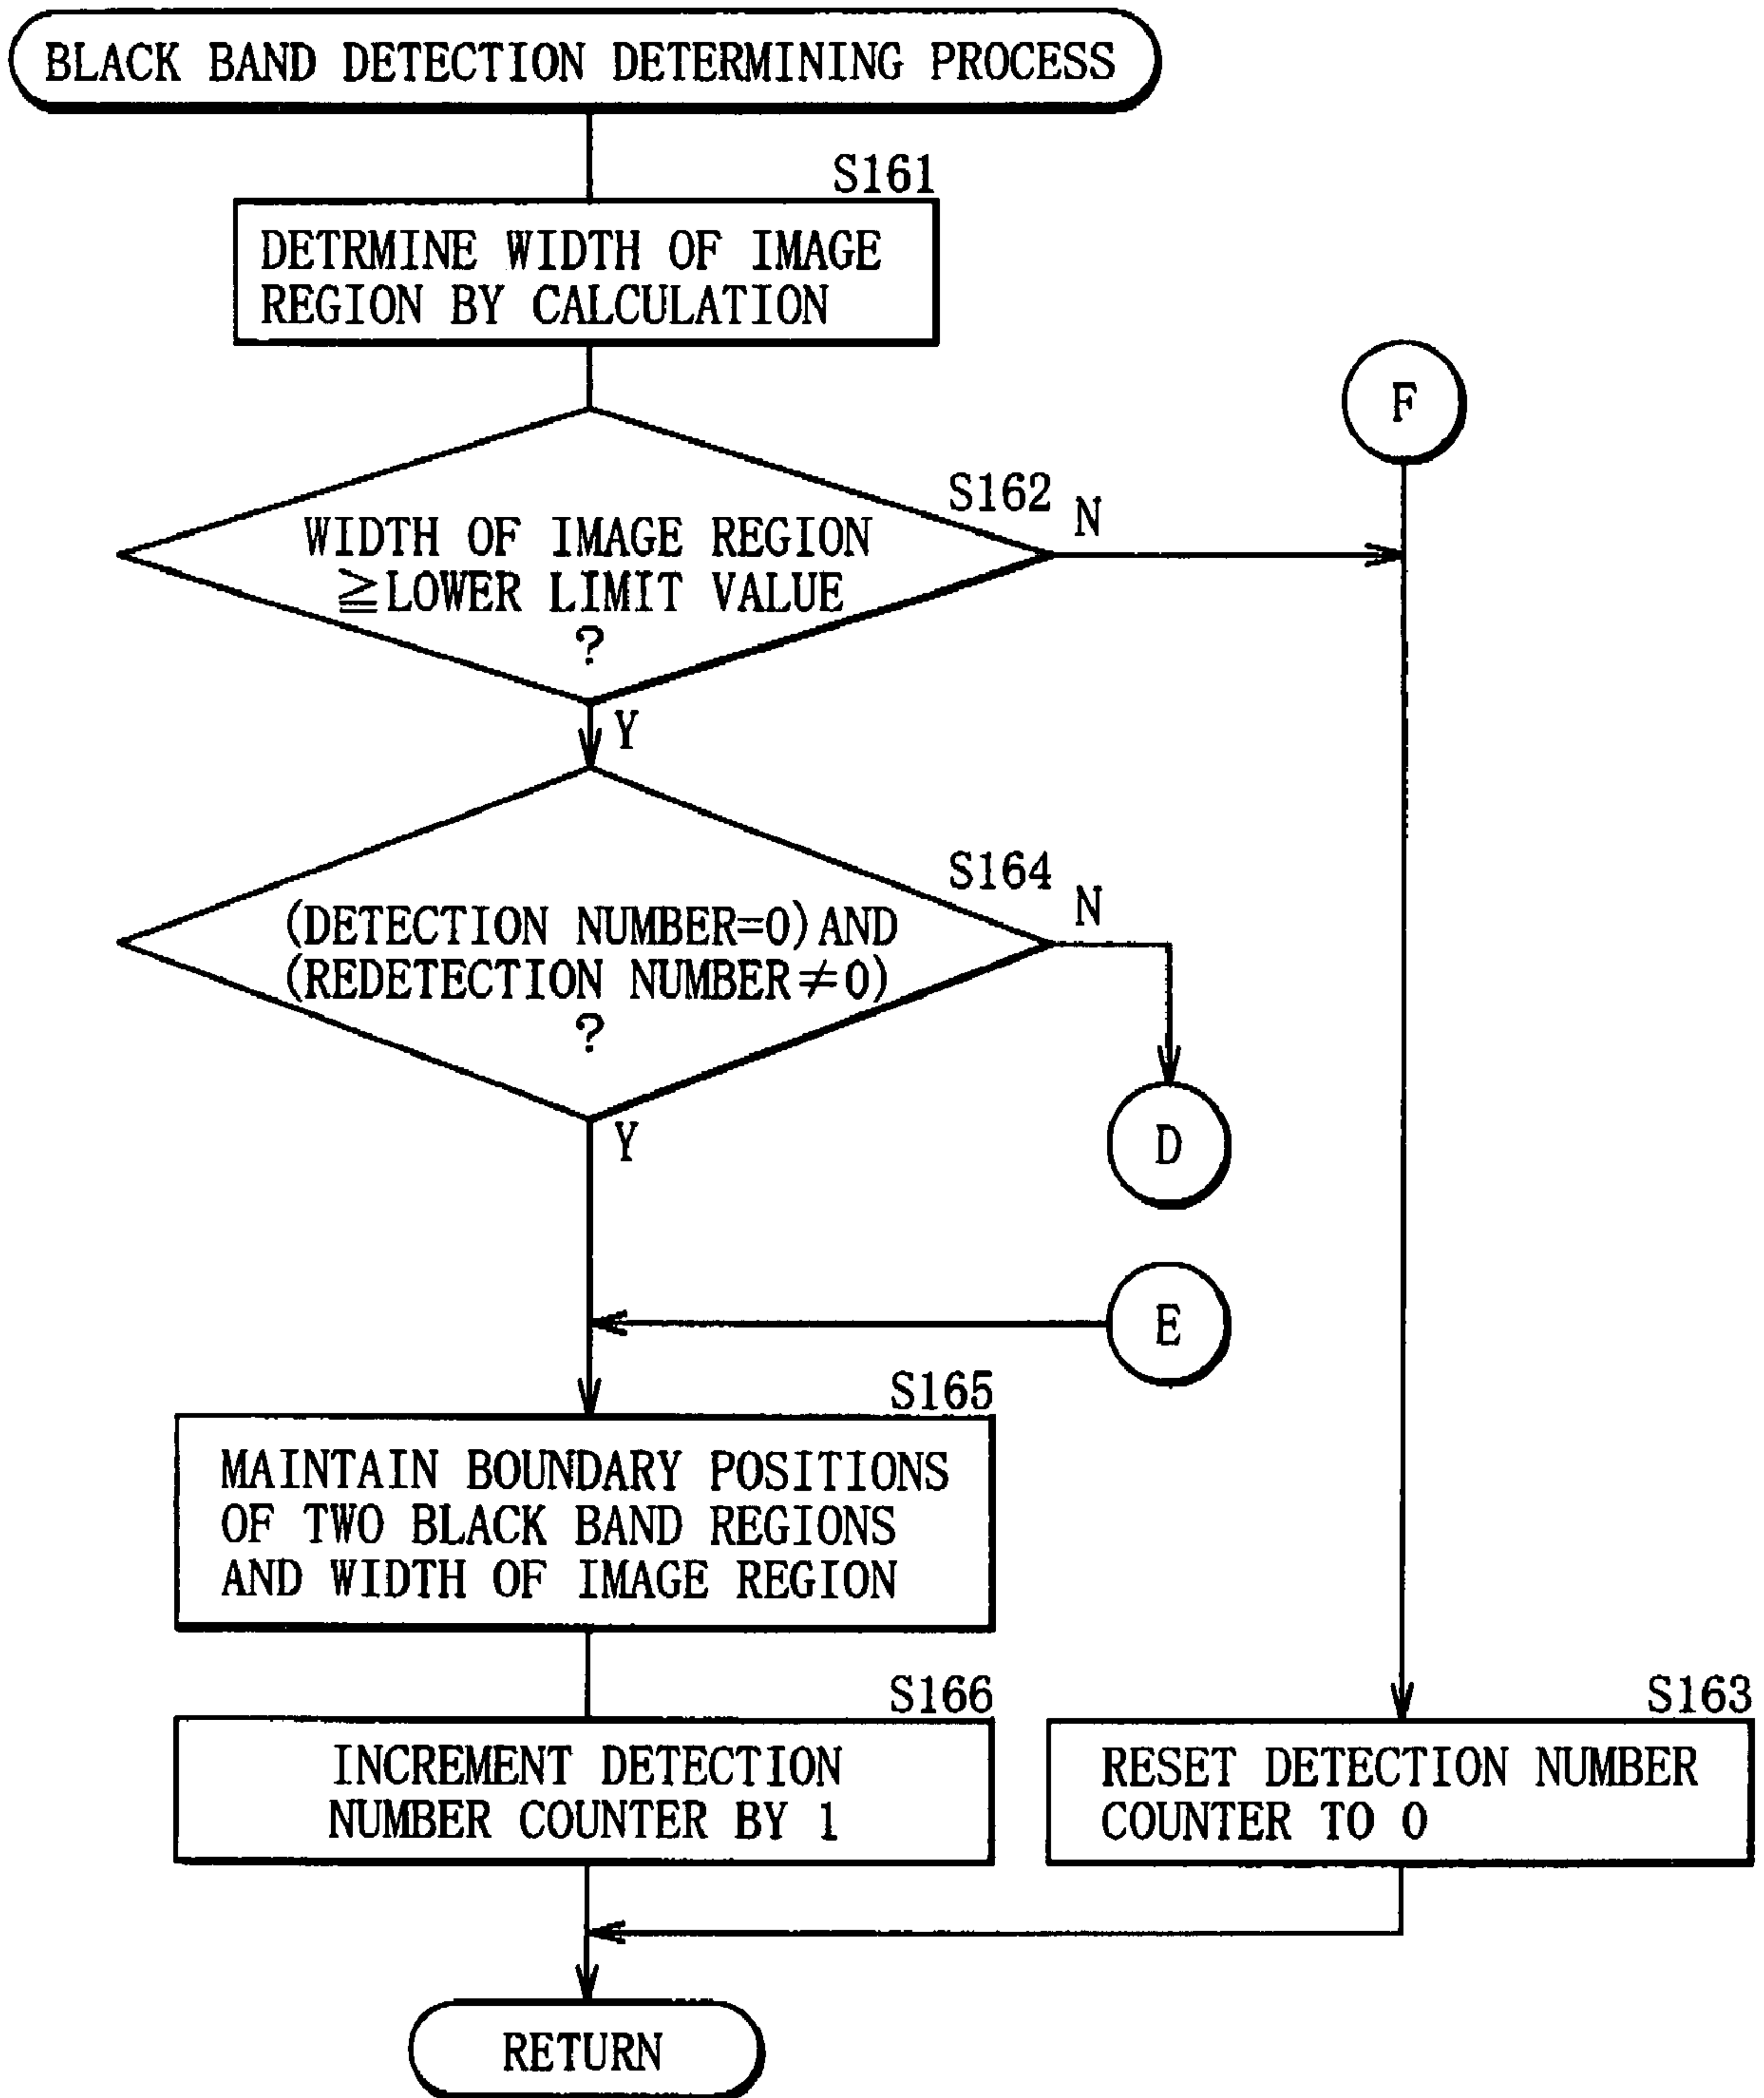 BLACK BAND DETECTION DETERMINING PROCESS
S161
DETRMINE WIDTH OF IMAGE
REGION BY CALCULATION
F
S162
N
WIDTH OF IMAGE REGION
≧LOWER LIMIT VALUE
?
Y
S164
N
(DETECTION NUMBER=0)AND
(REDETECTION NUMBER≠0)
?
D
Y
E
S165
MAINTAIN BOUNDARY POSITIONS
OF TWO BLACK BAND REGIONS
AND WIDTH OF IMAGE REGION
S166
INCREMENT DETECTION
NUMBER COUNTER BY 1
S163
RESET DETECTION NUMBER
COUNTER TO 0
RETURN